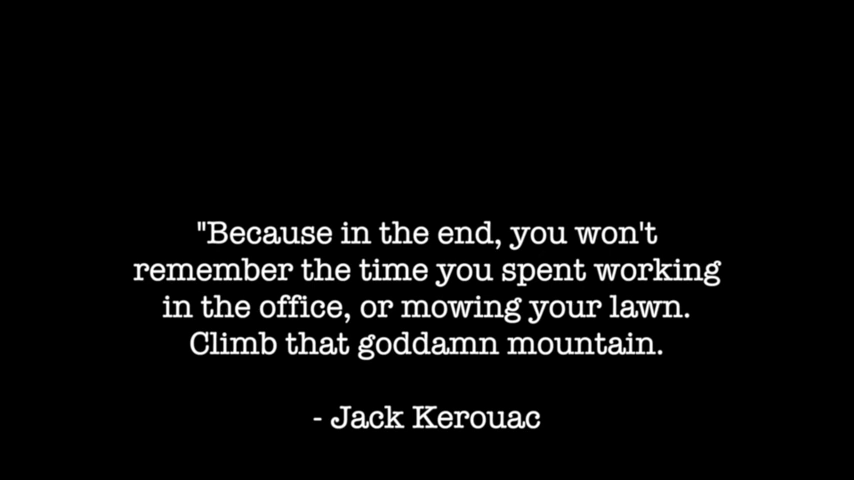 "Because in the end, you won't
remember the time you spent working
in the office, or mowing your lawn.
Climb that goddamn mountain.
- Jack Kerouac